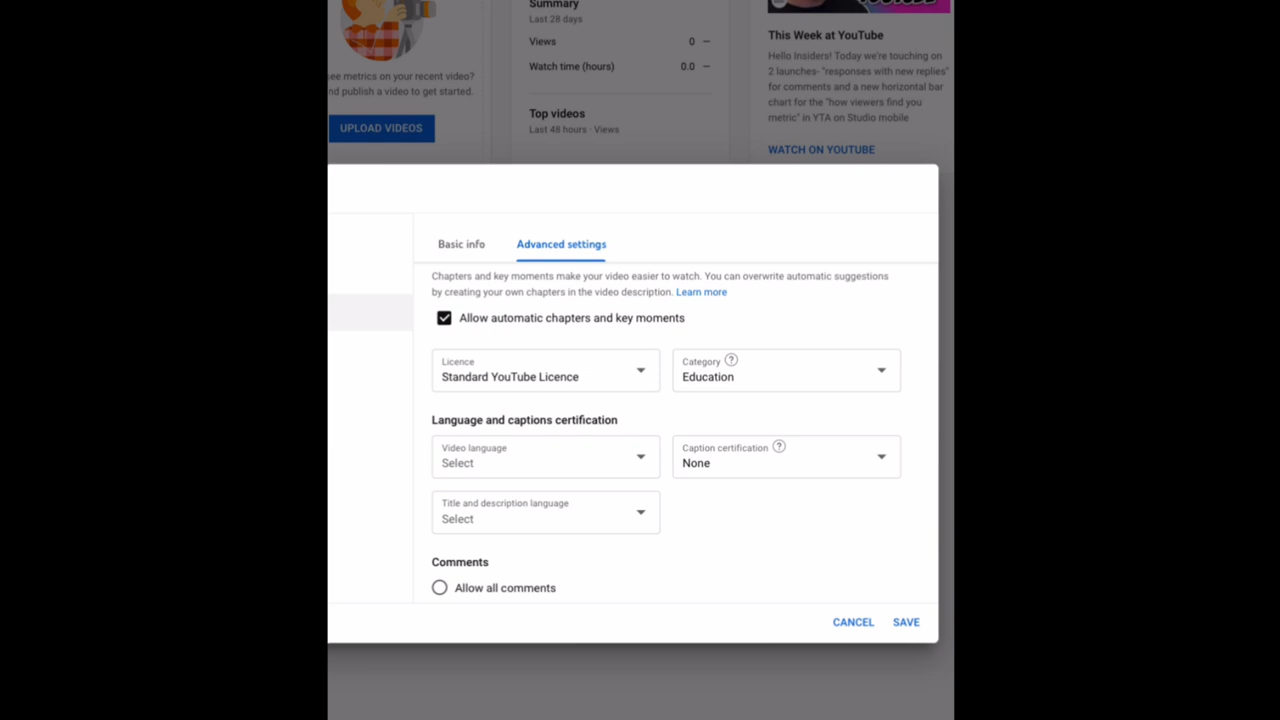 Summary
Last 28 days
Views 0 —
Watch time (hours) 0.0 —
Top videos
Last 48 hours · Views
see metrics on your recent video?
nd publish a video to get started.
UPLOAD VIDEOS
This Week at YouTube
Hello Insiders! Today we're touching on
2 launches- "responses with new replies"
for comments and a new horizontal bar
chart for the "how viewers find you
metric" in YTA on Studio mobile
WATCH ON YOUTUBE
Basic info
Advanced settings
Chapters and key moments make your video easier to watch. You can overwrite automatic suggestions
by creating your own chapters in the video description. Learn more
Allow automatic chapters and key moments
Licence
Standard YouTube Licence
Category ?
Education
Language and captions certification
Video language
Select
Caption certification ?
None
Title and description language
Select
Comments
Allow all comments
CANCEL
SAVE